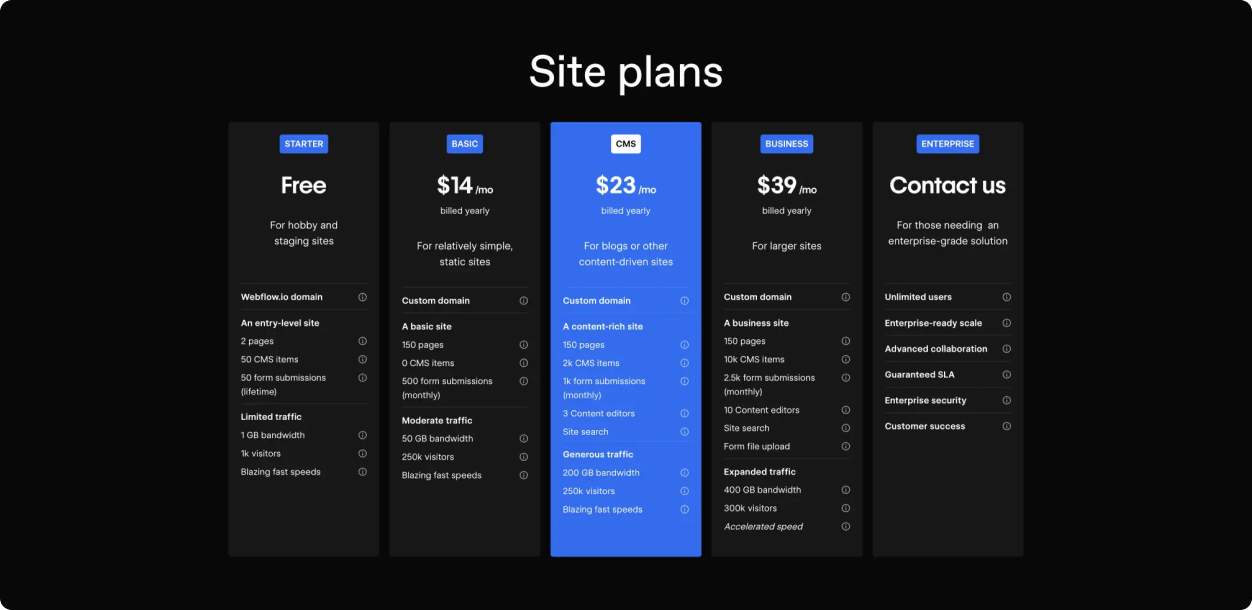 Site plans
STARTER
Free
For hobby and
staging sites
Webflow.io domain
An entry-level site
2 pages
50 CMS items
50 form submissions
(lifetime)
Limited traffic
1 GB bandwidth
1k visitors
Blazing fast speeds
BASIC
$14 /mo
billed yearly
For relatively simple,
static sites
Custom domain
A basic site
150 pages
0 CMS items
500 form submissions
(monthly)
Moderate traffic
50 GB bandwidth
250k visitors
Blazing fast speeds
CMS
$23 /mo
billed yearly
For blogs or other
content-driven sites
Custom domain
A content-rich site
150 pages
2k CMS items
1k form submissions
(monthly)
3 Content editors
Site search
Generous traffic
200 GB bandwidth
250k visitors
Blazing fast speeds
BUSINESS
$39 /mo
billed yearly
For larger sites
Custom domain
A business site
150 pages
10k CMS items
2.5k form submissions
(monthly)
10 Content editors
Site search
Form file upload
Expanded traffic
400 GB bandwidth
300k visitors
Accelerated speed
ENTERPRISE
Contact us
For those needing an
enterprise-grade solution
Unlimited users
Enterprise-ready scale
Advanced collaboration
Guaranteed SLA
Enterprise security
Customer success